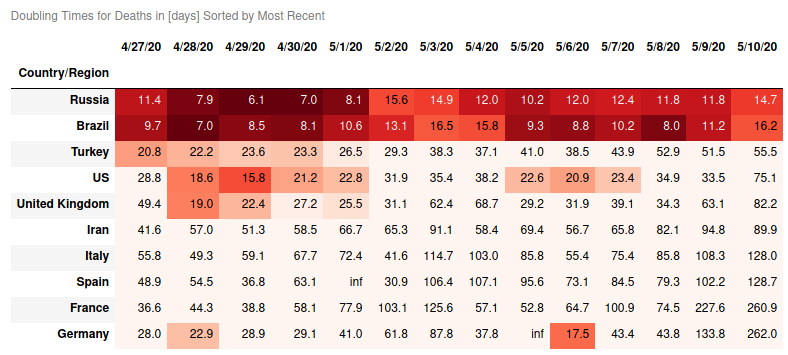 Doubling Times for Deaths in [days] Sorted by Most Recent
4/27/20 4/28/20 4/29/20 4/30/20 5/1/20 5/2/20 5/3/20 5/4/20 5/5/20 5/6/20 5/7/20 5/8/20 5/9/20 5/10/20
Country/Region
Russia 11.4 7.9 6.1 7.0 8.1 15.6 14.9 12.0 10.2 12.0 12.4 11.8 11.8 14.7
Brazil 9.7 7.0 8.5 8.1 10.6 13.1 16.5 15.8 9.3 8.8 10.2 8.0 11.2 16.2
Turkey 20.8 22.2 23.6 23.3 26.5 29.3 38.3 37.1 41.0 38.5 43.9 52.9 51.5 55.5
US 28.8 18.6 15.8 21.2 22.8 31.9 35.4 38.2 22.6 20.9 23.4 34.9 33.5 75.1
United Kingdom 49.4 19.0 22.4 27.2 25.5 31.1 62.4 68.7 29.2 31.9 39.1 34.3 63.1 82.2
Iran 41.6 57.0 51.3 58.5 66.7 65.3 91.1 58.4 69.4 56.7 65.8 82.1 94.8 89.9
Italy 55.8 49.3 59.1 67.7 72.4 41.6 114.7 103.0 85.8 55.4 75.4 85.8 108.3 128.0
Spain 48.9 54.5 36.8 63.1 inf 30.9 106.4 107.1 95.6 73.1 84.5 79.3 102.2 128.7
France 36.6 44.3 38.8 58.1 77.9 103.1 125.6 57.1 52.8 64.7 100.9 74.5 227.6 260.9
Germany 28.0 22.9 28.9 29.1 41.0 61.8 87.8 37.8 inf 17.5 43.4 43.8 133.8 262.0